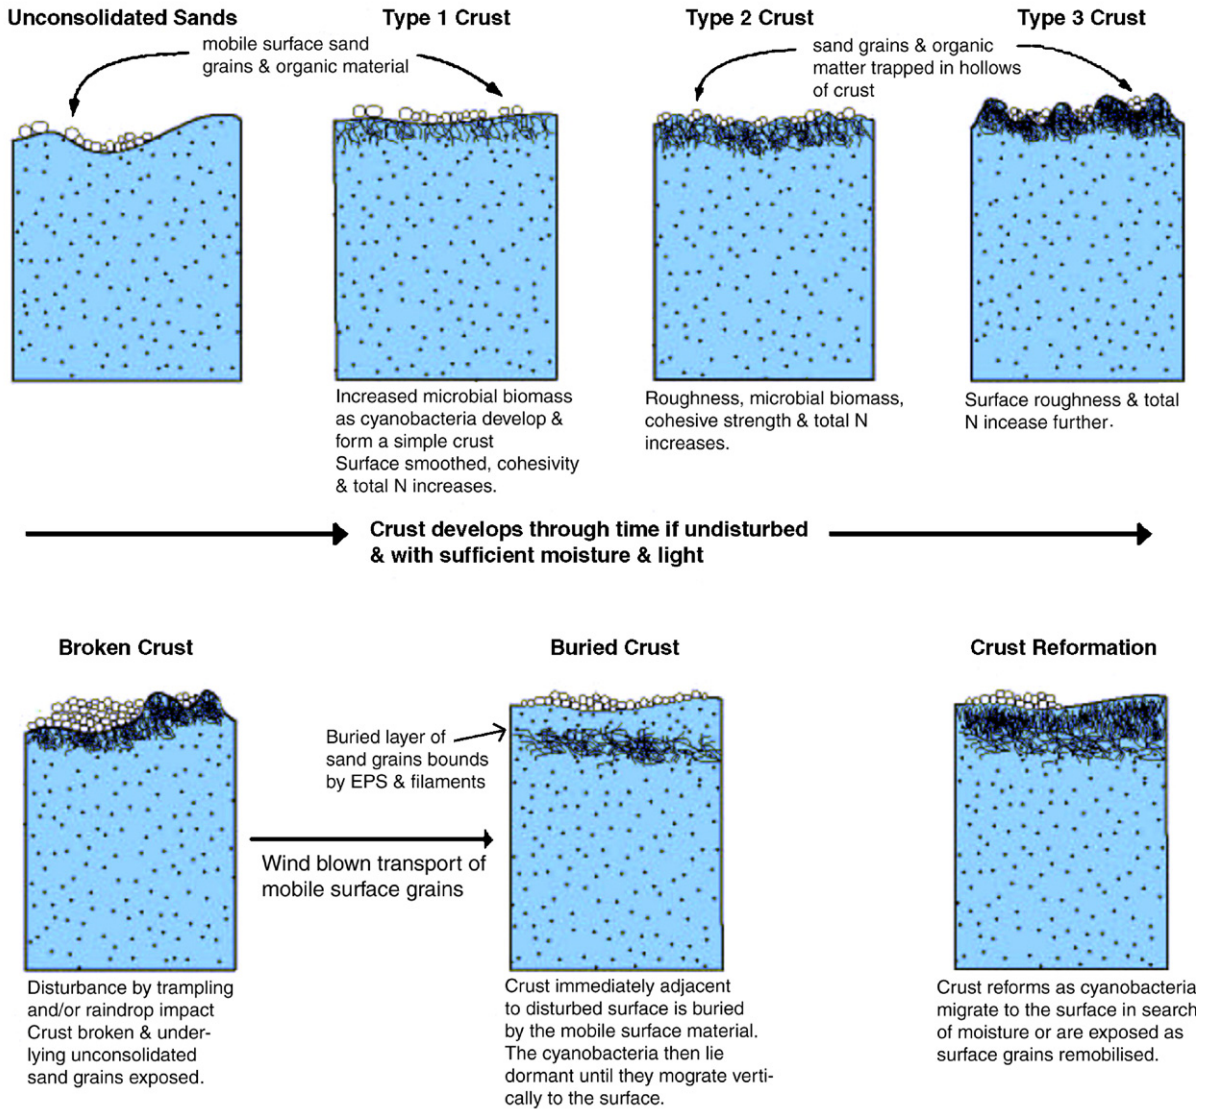 Unconsolidated Sands
Type 1 Crust
Type 2 Crust
Type 3 Crust
mobile surface sand
grains & organic material
sand grains & organic
matter trapped in hollows
of crust
Increased microbial biomass
as cyanobacteria develop &
form a simple crust
Surface smoothed, cohesivity
& total N increases.
Roughness, microbial biomass,
cohesive strength & total N
increases.
Surface roughness & total
N incease further.
Crust develops through time if undisturbed
& with sufficient moisture & light
Broken Crust
Buried Crust
Crust Reformation
Buried layer of
sand grains bounds
by EPS & filaments
Wind blown transport of
mobile surface grains
Disturbance by trampling
and/or raindrop impact
Crust broken & under-
lying unconsolidated
sand grains exposed.
Crust immediately adjacent
to disturbed surface is buried
by the mobile surface material.
The cyanobacteria then lie
dormant until they mograte verti-
cally to the surface.
Crust reforms as cyanobacteria
migrate to the surface in search
of moisture or are exposed as
surface grains remobilised.